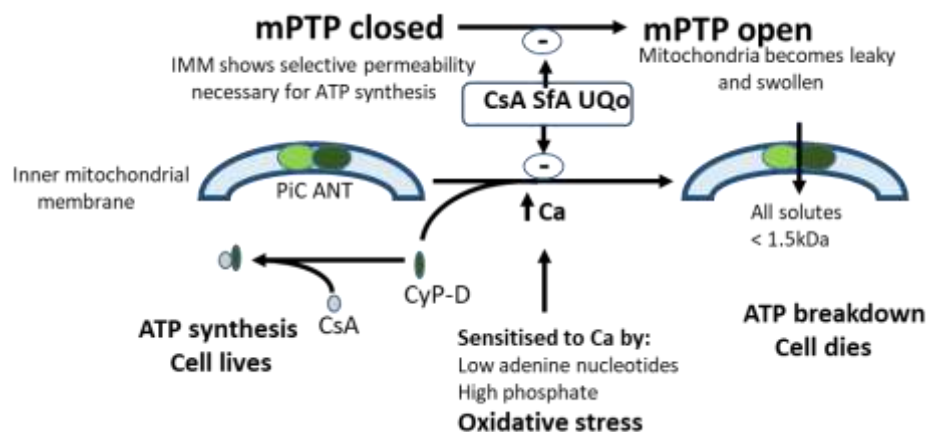 mPTP closed
mPTP open
-
IMM shows selective permeability
necessary for ATP synthesis
Mitochondria becomes leaky
and swollen
CsA SfA UQo
-
Inner mitochondrial
membrane
PiC ANT
Ca
All solutes
< 1.5kDa
CyP-D
CsA
ATP synthesis
Cell lives
Sensitised to Ca by:
Low adenine nucleotides
High phosphate
Oxidative stress
ATP breakdown
Cell dies